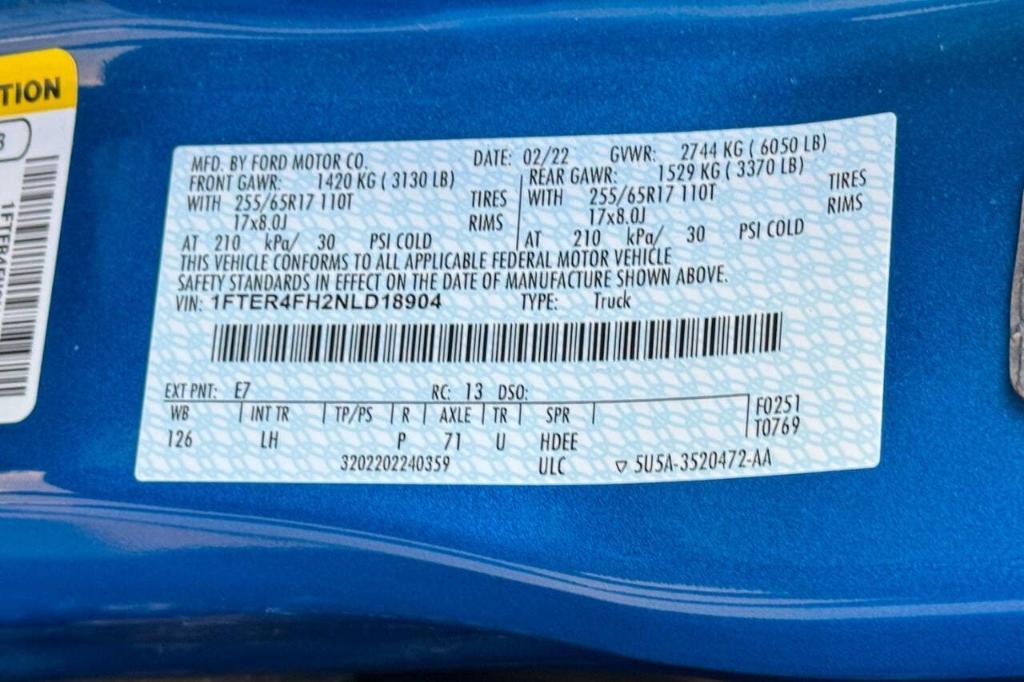 TION
MFD. BY FORD MOTOR CO. DATE: 02/22 GVWR: 2744 KG ( 6050 LB)
FRONT GAWR: 1420 KG ( 3130 LB) REAR GAWR: 1529 KG ( 3370 LB)
WITH 255/65R17 110T TIRES WITH 255/65R17 110T TIRES
17x8.0J RIMS 17x8.0J RIMS
AT 210 kPa/ 30 PSI COLD AT 210 kPa/ 30 PSI COLD
THIS VEHICLE CONFORMS TO ALL APPLICABLE FEDERAL MOTOR VEHICLE
SAFETY STANDARDS IN EFFECT ON THE DATE OF MANUFACTURE SHOWN ABOVE.
VIN: 1FTER4FH2NLD18904 TYPE: Truck
EXT PNT: E7 RC: 13 DSO:
WB INT TR TP/PS R AXLE TR SPR F0251
126 LH P 71 U HDEE T0769
3202202240359 ULC ▽ 5U5A-3520472-AA